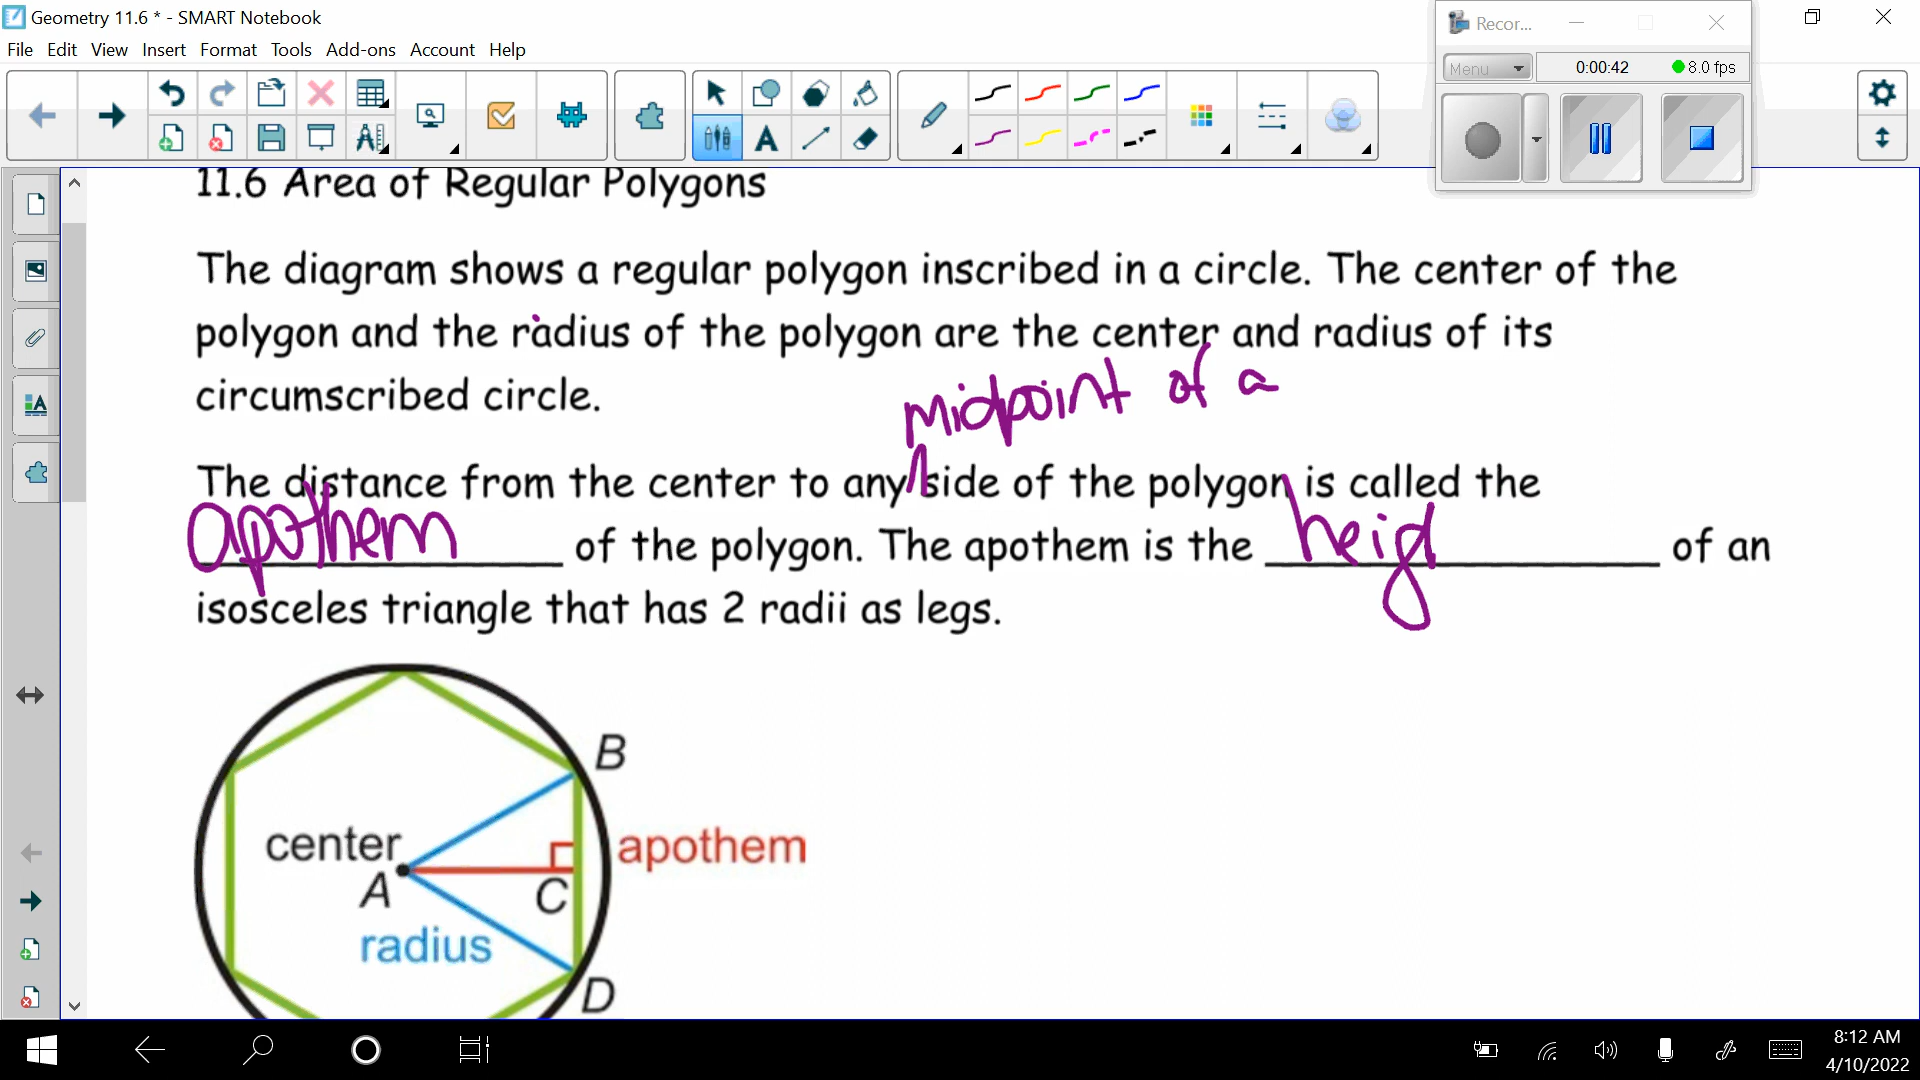 Geometry 11.6 * - SMART Notebook
Recor...
File Edit View Insert Format Tools Add-ons Account Help
Menu 0:00:42 8.0 fps
11.6 Area of Regular Polygons
The diagram shows a regular polygon inscribed in a circle. The center of the
polygon and the radius of the polygon are the center and radius of its
circumscribed circle.
midpoint of a
The distance from the center to any side of the polygon is called the
apothem of the polygon. The apothem is the heig of an
isosceles triangle that has 2 radii as legs.
B
center
apothem
A
C
radius
D
8:12 AM
4/10/2022